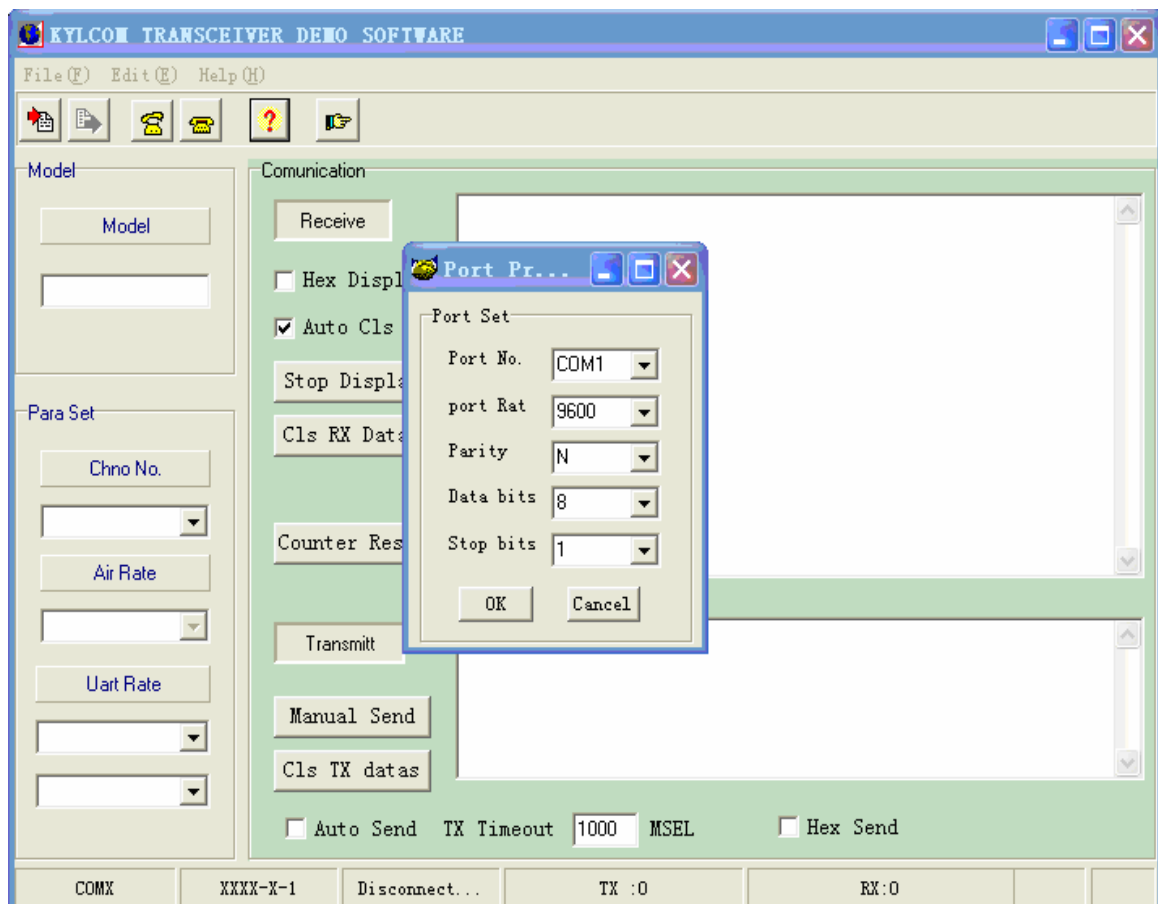 KYLCOM TRANSCEIVER DEMO SOFTWARE
File(F) Edit(E) Help(H)
Model
Model
Para Set
Chno No.
Air Rate
Uart Rate
Comunication
Receive
Hex Displ
Auto Cls
Stop Displa
Cls RX Data
Counter Res
Transmitt
Manual Send
Cls TX datas
Auto Send TX Timeout 1000 MSEL Hex Send
Port Pr...
Port Set
Port No. COM1
port Rat 9600
Parity N
Data bits 8
Stop bits 1
OK Cancel
COMX XXXX-X-1 Disconnect... TX :0 RX:0